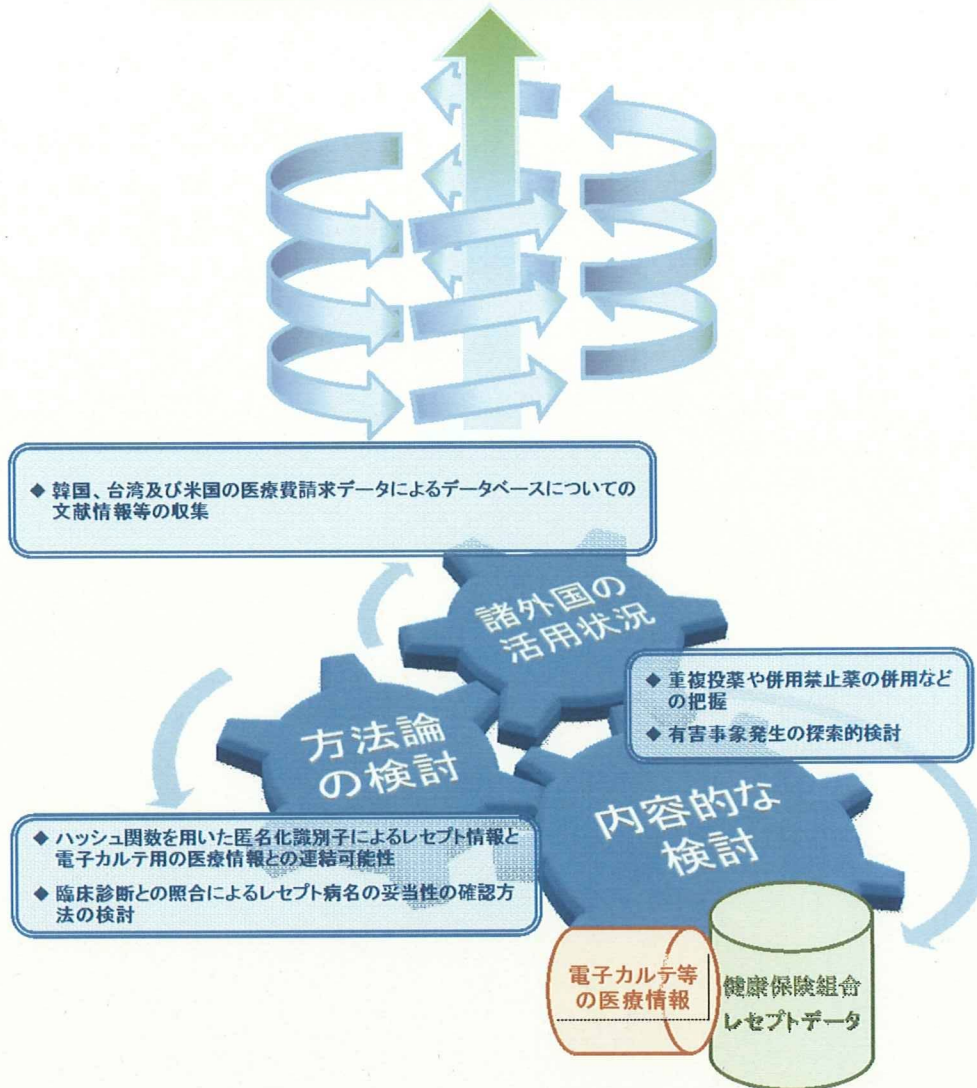 ◆ 韓国、台湾及び米国の医療費請求データによるデータベースについての
文献情報等の収集
諸外国の
活用状況
◆ 重複投薬や併用禁止薬の併用など
の把握
◆ 有害事象発生の探索的検討
方法論
の検討
内容的な
検討
◆ ハッシュ関数を用いた匿名化識別子によるレセプト情報と
電子カルテ用の医療情報との連結可能性
◆ 臨床診断との照合によるレセプト病名の妥当性の確認方
法の検討
電子カルテ等
の医療情報
健康保険組合
レセプトデータ